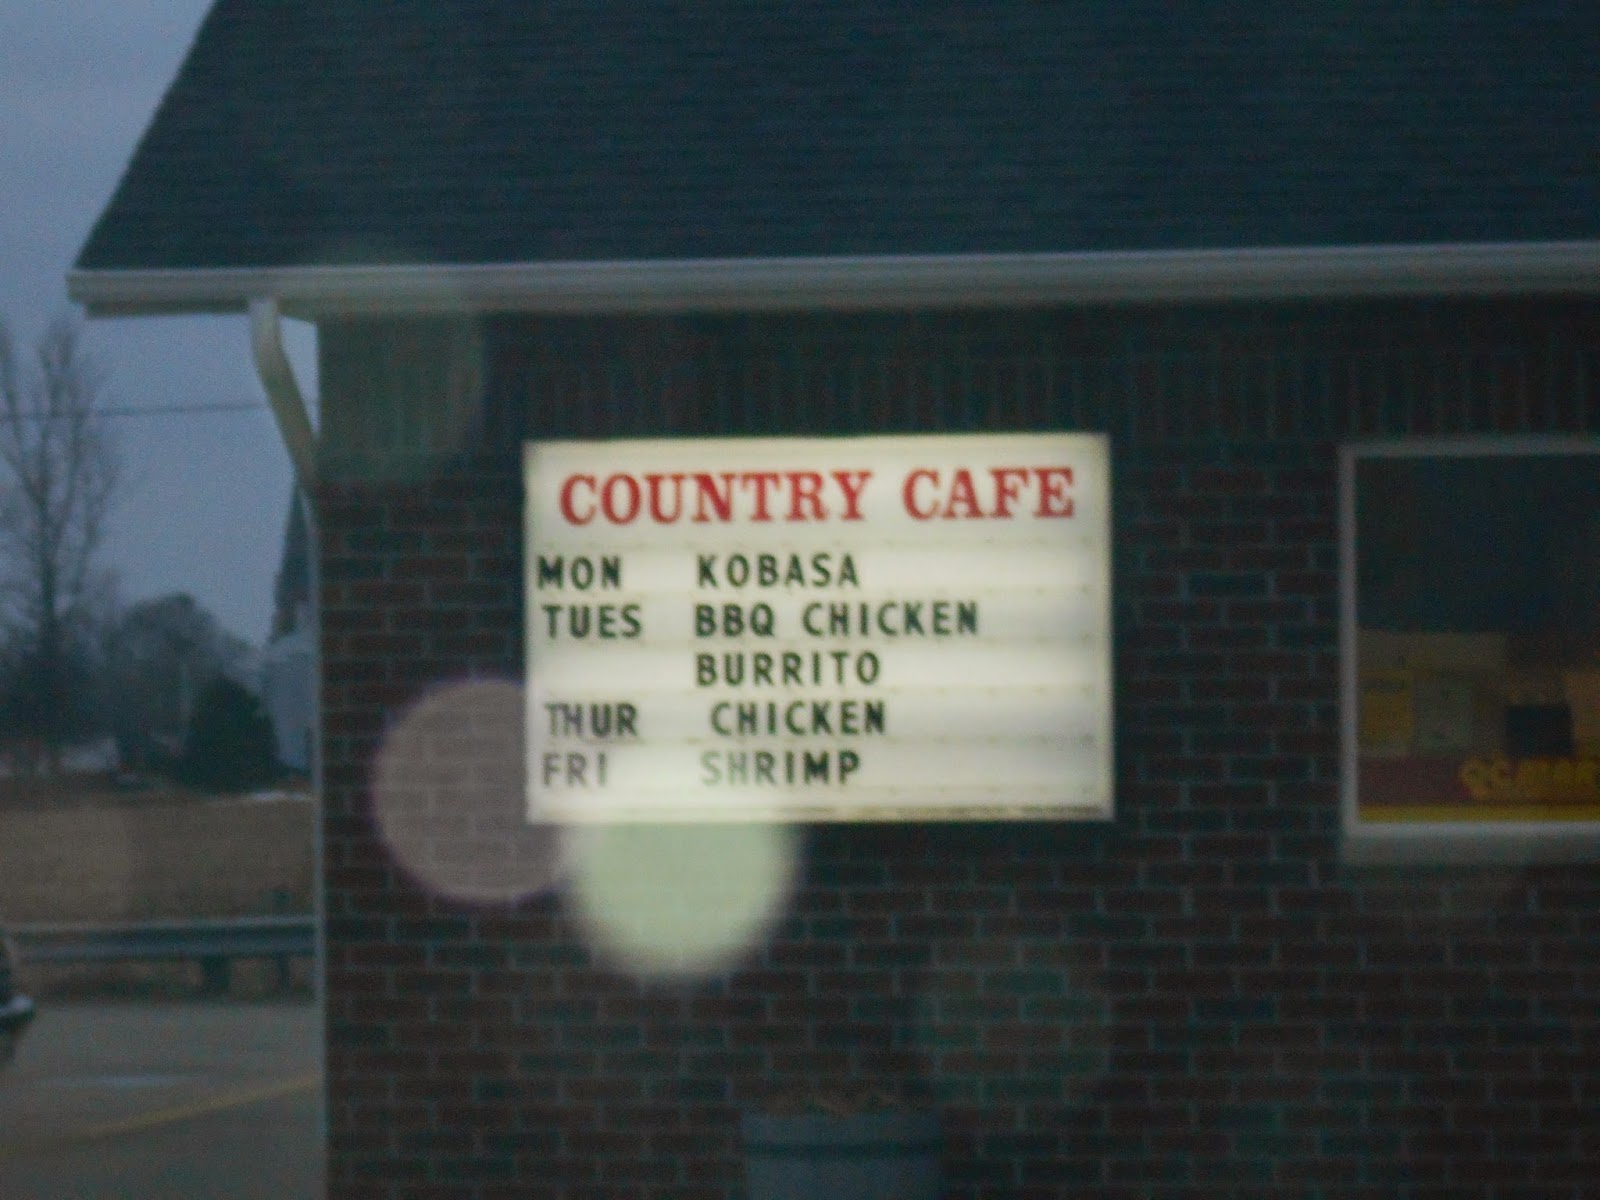 COUNTRY CAFE
MON KOBASA
TUES BBQ CHICKEN
BURRITO
THUR CHICKEN
FRI SHRIMP